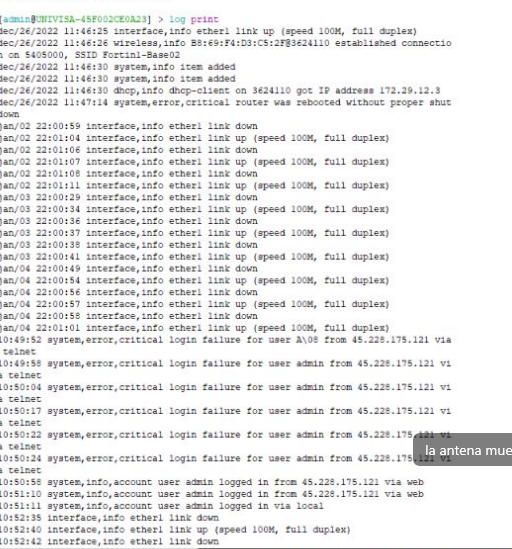 [admin@UNIVISA-45F002CE0A23] > log print
dec/26/2022 11:46:25 interface,info ether1 link up (speed 100M, full duplex)
dec/26/2022 11:46:26 wireless,info B8:69:F4:D3:C5:2F@3624110 established connectio
n on 5405000, SSID Fortin1-Base02
dec/26/2022 11:46:30 system,info item added
dec/26/2022 11:46:30 system,info item added
dec/26/2022 11:46:30 dhcp,info dhcp-client on 3624110 got IP address 172.29.12.3
dec/26/2022 11:47:14 system,error,critical router was rebooted without proper shut
down
jan/02 22:00:59 interface,info ether1 link down
jan/02 22:01:04 interface,info ether1 link up (speed 100M, full duplex)
jan/02 22:01:06 interface,info ether1 link down
jan/02 22:01:07 interface,info ether1 link up (speed 100M, full duplex)
jan/02 22:01:08 interface,info ether1 link down
jan/02 22:01:11 interface,info ether1 link up (speed 100M, full duplex)
jan/03 22:00:29 interface,info ether1 link down
jan/03 22:00:34 interface,info ether1 link up (speed 100M, full duplex)
jan/03 22:00:36 interface,info ether1 link down
jan/03 22:00:37 interface,info ether1 link up (speed 100M, full duplex)
jan/03 22:00:38 interface,info ether1 link down
jan/03 22:00:41 interface,info ether1 link up (speed 100M, full duplex)
jan/04 22:00:49 interface,info ether1 link down
jan/04 22:00:54 interface,info ether1 link up (speed 100M, full duplex)
jan/04 22:00:56 interface,info ether1 link down
jan/04 22:00:57 interface,info ether1 link up (speed 100M, full duplex)
jan/04 22:00:58 interface,info ether1 link down
jan/04 22:01:01 interface,info ether1 link up (speed 100M, full duplex)
10:49:52 system,error,critical login failure for user A\08 from 45.228.175.121 via
telnet
10:49:58 system,error,critical login failure for user admin from 45.228.175.121 vi
a telnet
10:50:04 system,error,critical login failure for user admin from 45.228.175.121 vi
a telnet
10:50:17 system,error,critical login failure for user admin from 45.228.175.121 vi
a telnet
10:50:22 system,error,critical login failure for user admin from 45.228.175.121 vi
a telnet
10:50:24 system,error,critical login failure for user admin from 45.228.175.121 vi
a telnet
la antena mue
10:50:58 system,info,account user admin logged in from 45.228.175.121 via web
10:51:10 system,info,account user admin logged in from 45.228.175.121 via web
10:51:11 system,info,account user admin logged in via local
10:52:35 interface,info ether1 link down
10:52:40 interface,info ether1 link up (speed 100M, full duplex)
10:52:42 interface,info ether1 link down